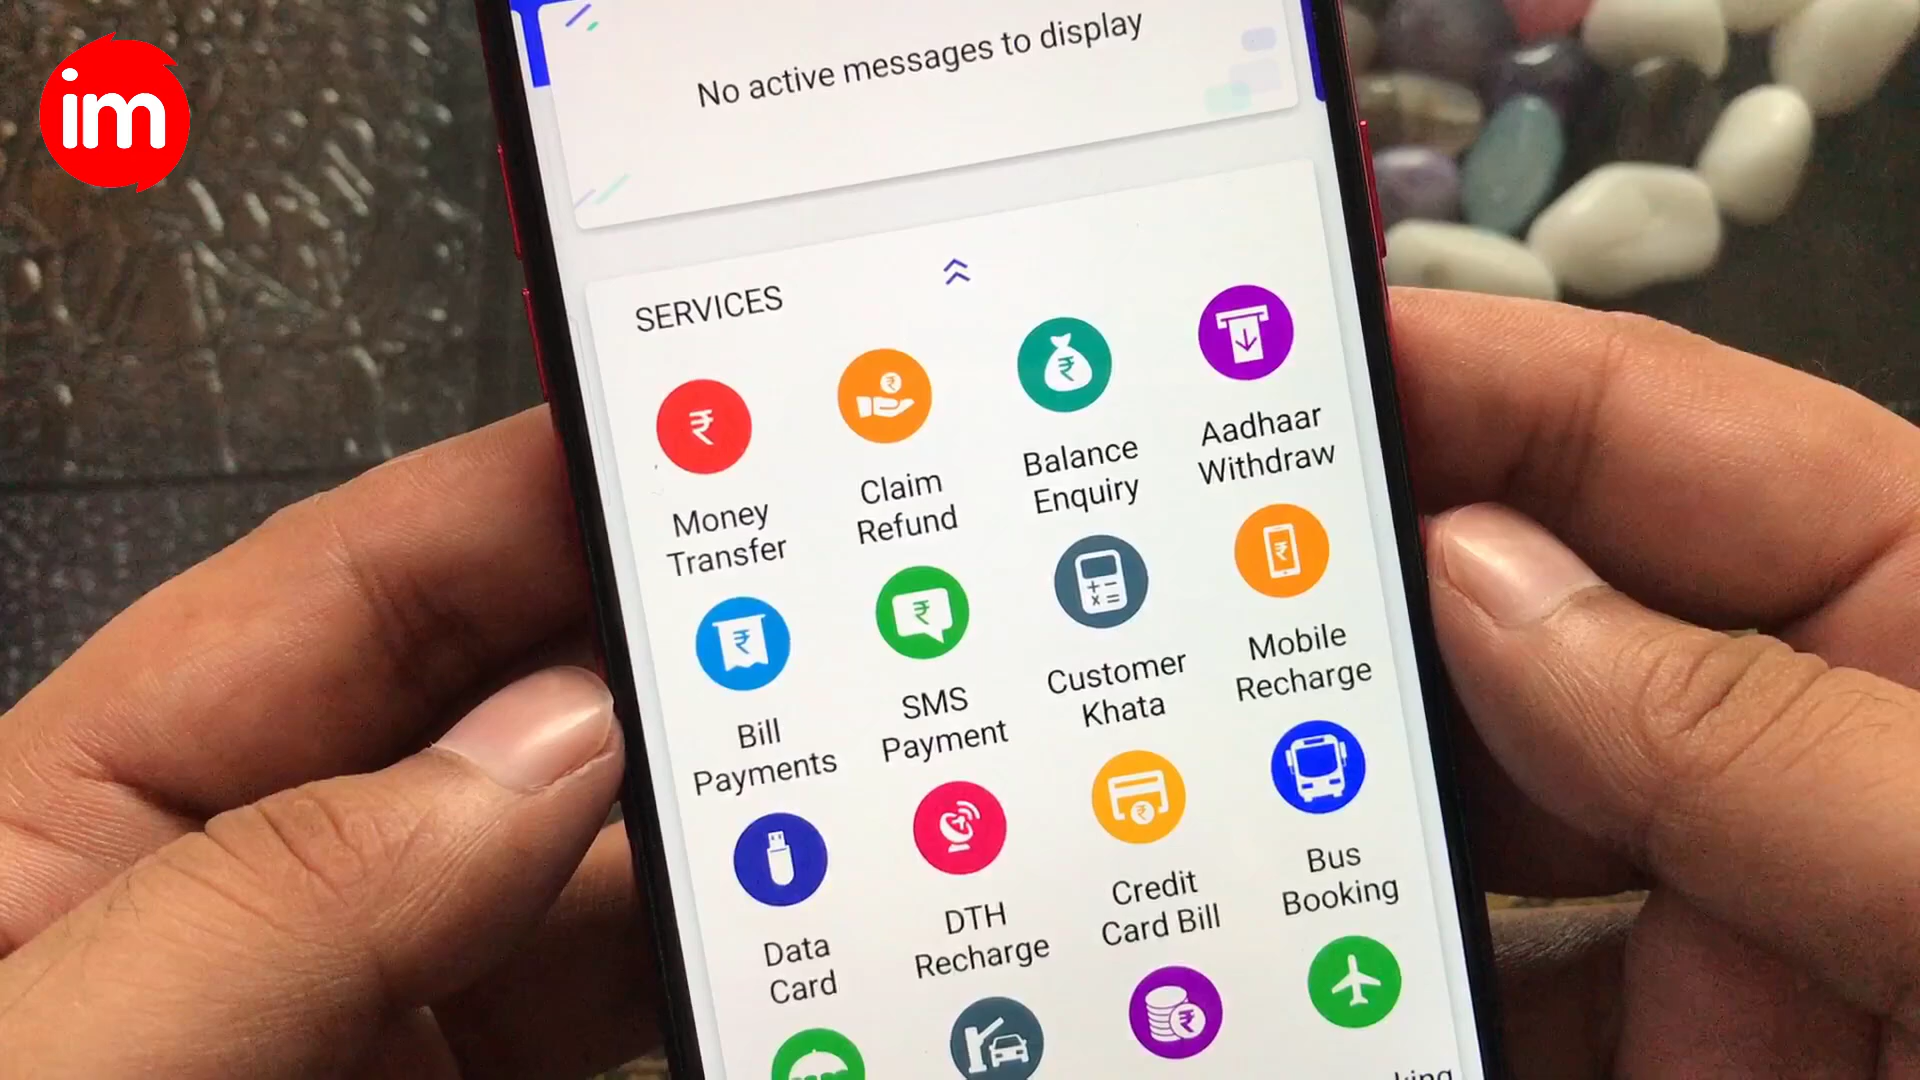 im
No active messages to display
SERVICES
Money
Transfer
Claim
Refund
Balance
Enquiry
Aadhaar
Withdraw
Bill
Payments
SMS
Payment
Customer
Khata
Mobile
Recharge
Data
Card
DTH
Recharge
Credit
Card Bill
Bus
Booking